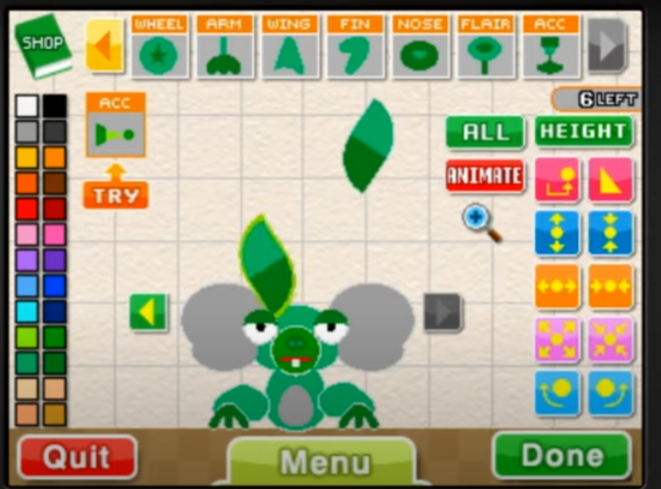 SHOP
WHEEL
ARM
WING
FIN
NOSE
FLAIR
ACC
6 LEFT
ACC
TRY
ALL
HEIGHT
ANIMATE
Quit
Menu
Done